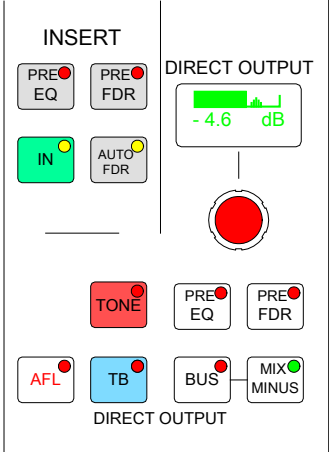 INSERT
PRE
EQ
PRE
FDR
IN
AUTO
FDR
DIRECT OUTPUT
- 4.6 dB
TONE
PRE
EQ
PRE
FDR
AFL
TB
BUS
MIX
MINUS
DIRECT OUTPUT